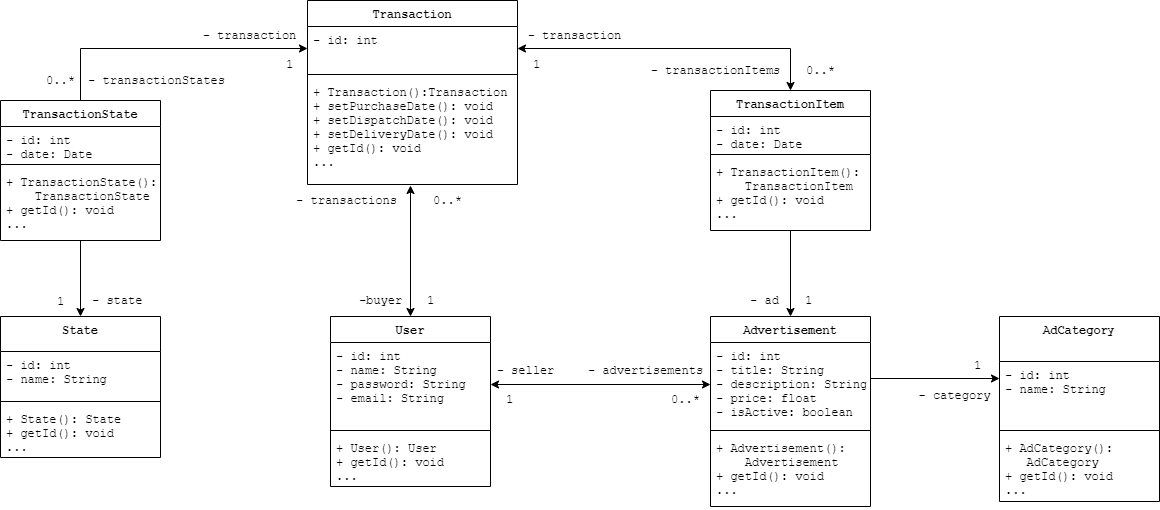 Transaction
- id: int
+ Transaction():Transaction
+ setPurchaseDate(): void
+ setDispatchDate(): void
+ setDeliveryDate(): void
+ getId(): void
...
- transaction
1
0..*
- transactionStates
- transaction
1
- transactionItems
0..*
TransactionState
- id: int
- date: Date
+ TransactionState():
TransactionState
+ getId(): void
...
TransactionItem
- id: int
- date: Date
+ TransactionItem():
TransactionItem
+ getId(): void
...
- transactions
0..*
1
- state
-buyer
1
- ad
1
State
- id: int
- name: String
+ State(): State
+ getId(): void
...
User
- id: int
- name: String
- password: String
- email: String
+ User(): User
+ getId(): void
...
- seller
1
- advertisements
0..*
Advertisement
- id: int
- title: String
- description: String
- price: float
- isActive: boolean
+ Advertisement():
Advertisement
+ getId(): void
...
1
- category
AdCategory
- id: int
- name: String
+ AdCategory():
AdCategory
+ getId(): void
...